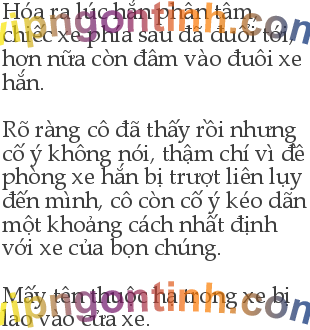 Hóa ra lúc hắn phân tâm,
chiếc xe phía sau đã đuổi tới,
hơn nữa còn đâm vào đuôi xe
hắn.
Rõ ràng cô đã thấy rồi nhưng
cố ý không nói, thậm chí vì đề
phòng xe hắn bị trượt liên lụy
đến mình, cô còn cố ý kéo dãn
một khoảng cách nhất định
với xe của bọn chúng.
Mấy tên thuộc hạ trong xe bị
lao vào cửa xe.
vipngontinh.com
vipngontinh.com